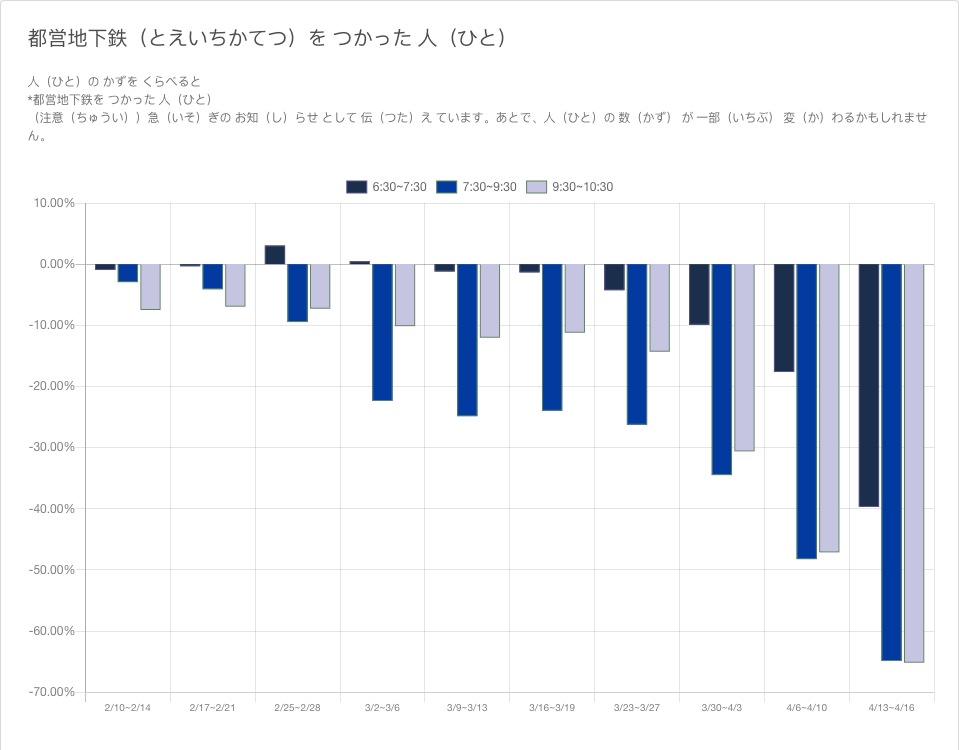 都営地下鉄（とえいちかてつ）を つかった 人（ひと）
人（ひと）の かずを くらべると
*都営地下鉄を つかった 人（ひと）
（注意（ちゅうい））急（いそ）ぎの お知（し）らせ として 伝（つた）え ています。あとで、人（ひと）の 数（かず） が 一部（いちぶ） 変（か）わるかもしれませ
ん。
6:30~7:30 7:30~9:30 9:30~10:30
10.00%
0.00%
-10.00%
-20.00%
-30.00%
-40.00%
-50.00%
-60.00%
-70.00%
2/10~2/14 2/17~2/21 2/25~2/28 3/2~3/6 3/9~3/13 3/16~3/19 3/23~3/27 3/30~4/3 4/6~4/10 4/13~4/16